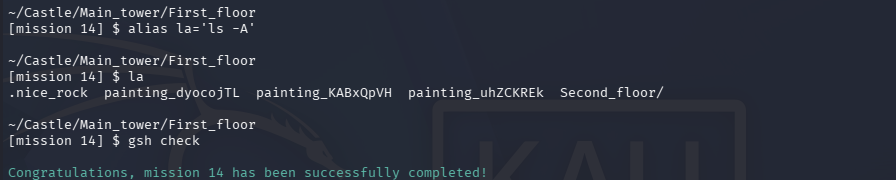 ~/Castle/Main_tower/First_floor
[mission 14] $ alias la='ls -A'
~/Castle/Main_tower/First_floor
[mission 14] $ la
.nice_rock  painting_dyocojTL  painting_KABxQpVH  painting_uhZCKREk  Second_floor/
~/Castle/Main_tower/First_floor
[mission 14] $ gsh check
Congratulations, mission 14 has been successfully completed!
KALI